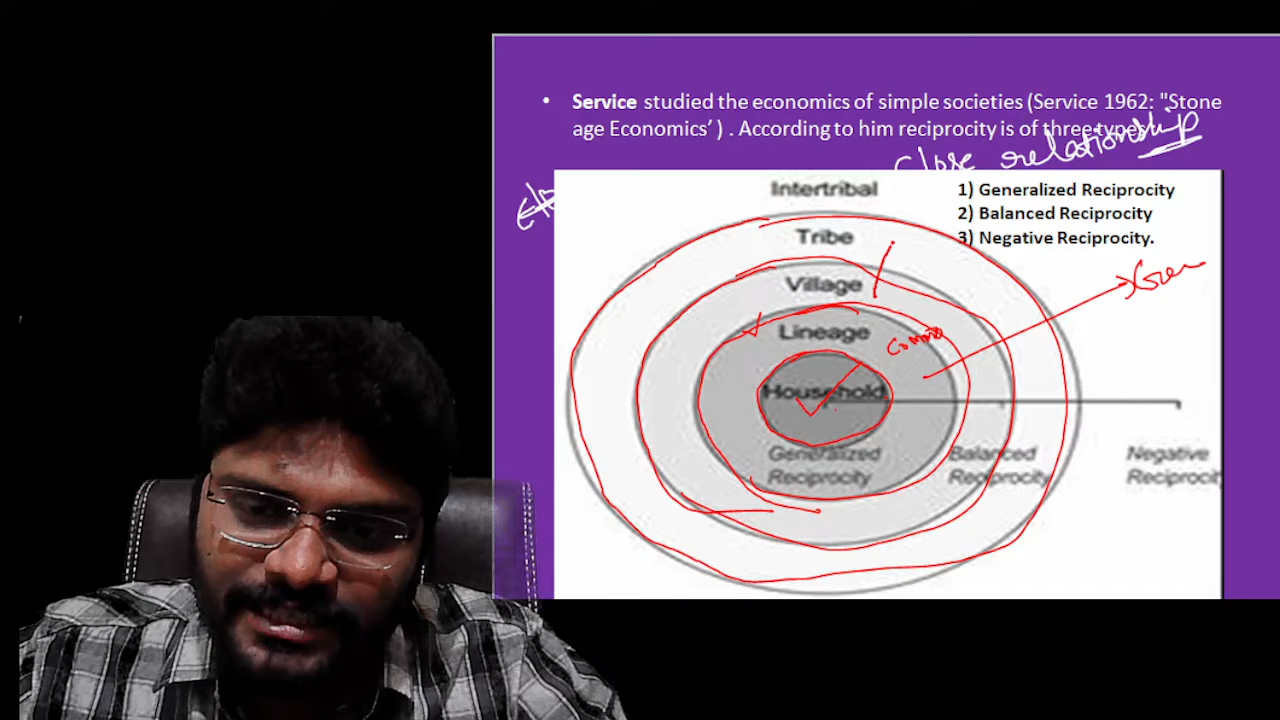 • Service studied the economics of simple societies (Service 1962: "Stone
age Economics’ ) . According to him reciprocity is of three types
close relationship
Intertribal
1) Generalized Reciprocity
2) Balanced Reciprocity
3) Negative Reciprocity.
Tribe
Village
Lineage
Household
Generalized
Reciprocity
Balanced
Reciprocity
Negative
Reciprocity